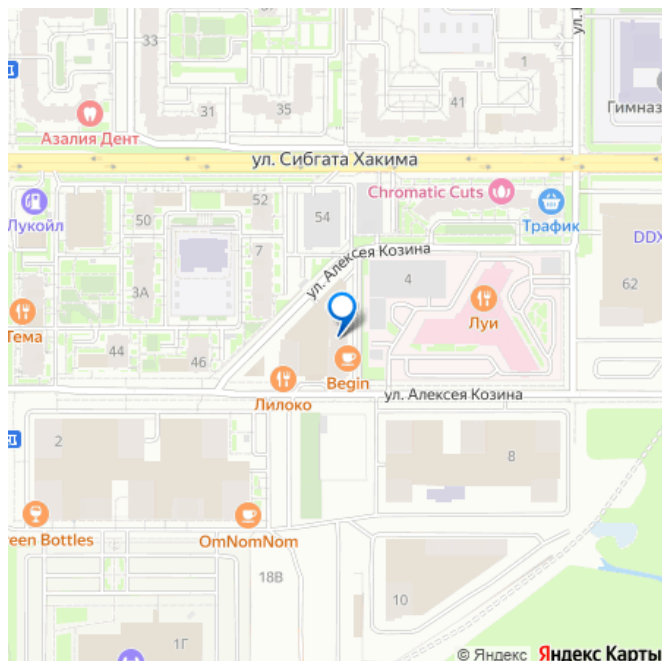 33
1
31
35
41
Гимназ
Азалия Дент
ул. Сибгата Хакима
Chromatic Cuts
Лукойл
50
52
54
Трафик
7
ул. Алексея Козина
DDX
3А
4
62
Луи
Тема
44
46
Begin
Лилоко
ул. Алексея Козина
2
8
een Bottles
OmNomNom
18В
10
1Г
© Яндекс Яндекс Карты